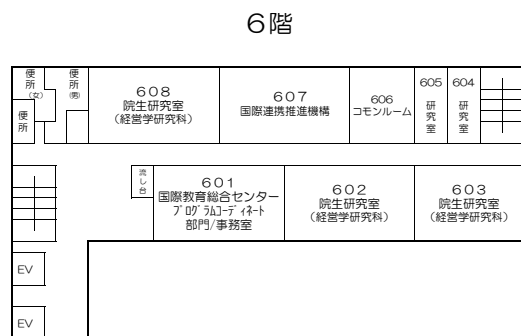 6階
便所
(女)
便所
(男)
便所
608
院生研究室
(経営学研究科)
607
国際連携推進機構
606
コモンルーム
605
研究室
604
研究室
流し台
601
国際教育総合センター
プログラムコーディネート
部門/事務室
602
院生研究室
(経営学研究科)
603
院生研究室
(経営学研究科)
EV
EV